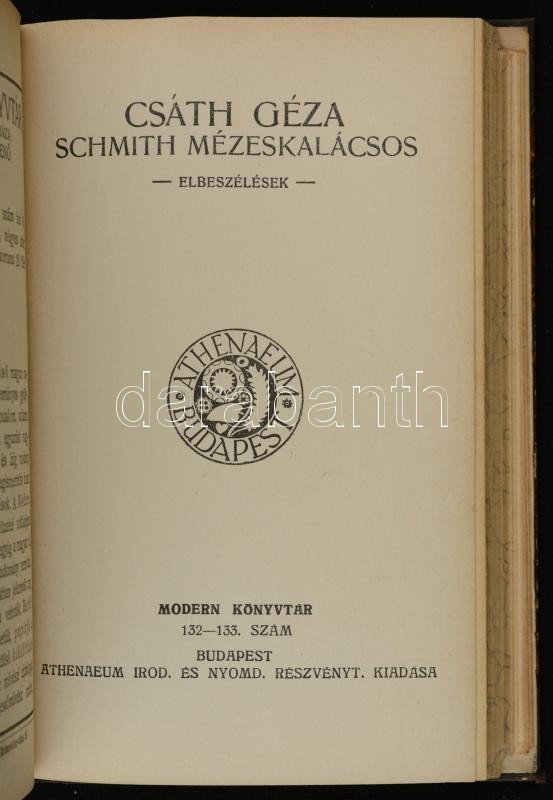 CSÁTH GÉZA
SCHMITH MÉZESKALÁCSOS
— ELBESZÉLÉSEK —
ATHENAEUM
BUDAPEST
darabanth
MODERN KÖNYVTÁR
132—133. SZÁM
BUDAPEST
ATHENAEUM IROD. ÉS NYOMD. RÉSZVÉNYT. KIADÁSA